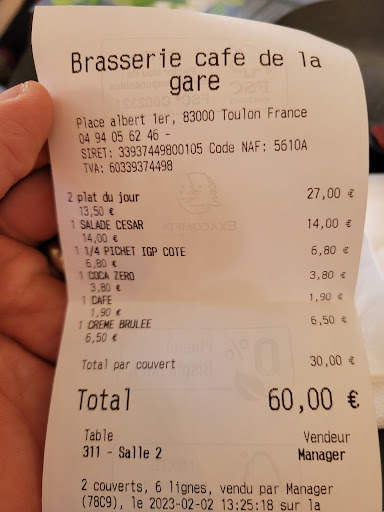 Brasserie cafe de la
gare
Place albert 1er, 83000 Toulon France
04 94 05 62 46 -
SIRET: 33937449800105 Code NAF: 5610A
TVA: 60339374498
2 plat du jour 27,00 €
13,50 €
1 SALADE CESAR 14,00 €
14,00 €
1 1/4 PICHET IGP COTE 6,80 €
6,80 €
1 COCA ZERO 3,80 €
3,80 €
1 CAFE 1,90 €
1,90 €
1 CREME BRULEE 6,50 €
6,50 €
Total par couvert 30,00 €
Total 60,00 €
Table Vendeur
311 - Salle 2 Manager
2 couverts, 6 lignes, vendu par Manager
(78C9), le 2023-02-02 13:25:18 sur la